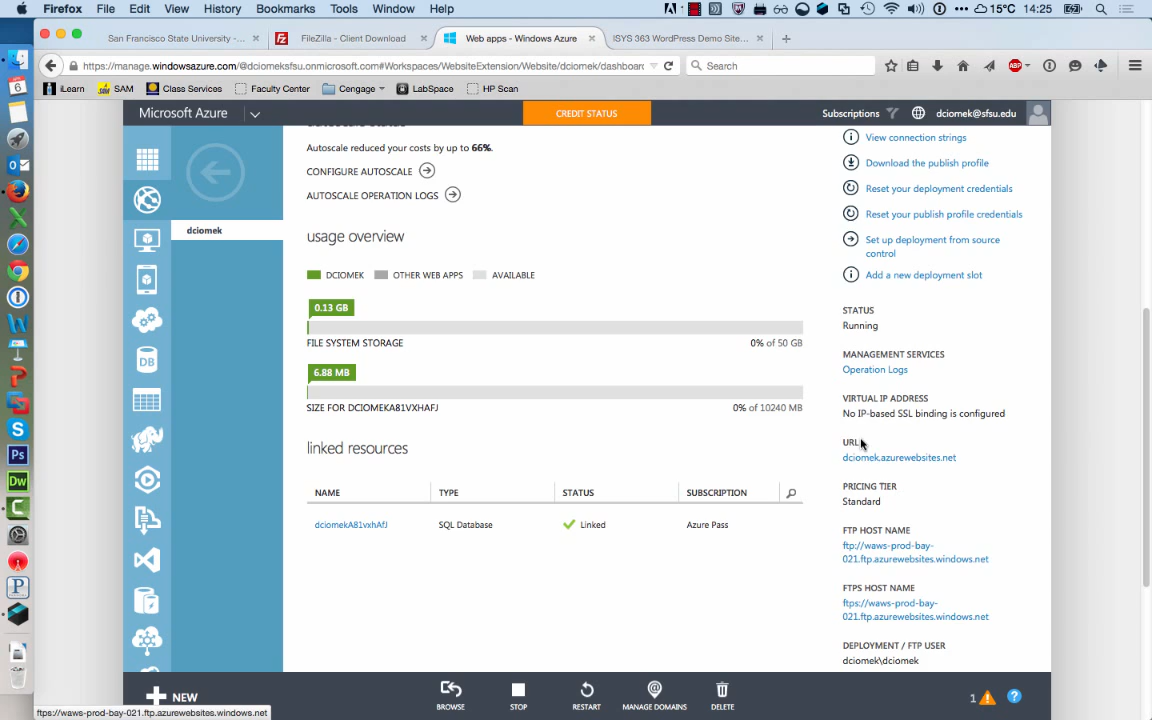 Firefox File Edit View History Bookmarks Tools Window Help 15°C 14:25
San Francisco State University -... × FileZilla - Client Download × Web apps - Windows Azure × ISYS 363 WordPress Demo Site... × +
https://manage.windowsazure.com/@dciomeksfsu.onmicrosoft.com#Workspaces/WebsiteExtension/Website/dciomek/dashboar Search
iLearn SAM Class Services Faculty Center Cengage LabSpace HP Scan
Microsoft Azure CREDIT STATUS Subscriptions dciomek@sfsu.edu
dciomek
autoscale status
Autoscale reduced your costs by up to 66%.
CONFIGURE AUTOSCALE
AUTOSCALE OPERATION LOGS
usage overview
DCIOMEK OTHER WEB APPS AVAILABLE
0.13 GB
FILE SYSTEM STORAGE 0% of 50 GB
6.88 MB
SIZE FOR DCIOMEKA81VXHAFJ 0% of 10240 MB
linked resources
NAME TYPE STATUS SUBSCRIPTION
dciomekA81vxhAfJ SQL Database Linked Azure Pass
View connection strings
Download the publish profile
Reset your deployment credentials
Reset your publish profile credentials
Set up deployment from source
control
Add a new deployment slot
STATUS
Running
MANAGEMENT SERVICES
Operation Logs
VIRTUAL IP ADDRESS
No IP-based SSL binding is configured
URL
dciomek.azurewebsites.net
PRICING TIER
Standard
FTP HOST NAME
ftp://waws-prod-bay-
021.ftp.azurewebsites.windows.net
FTPS HOST NAME
ftps://waws-prod-bay-
021.ftp.azurewebsites.windows.net
DEPLOYMENT / FTP USER
dciomek\dciomek
NEW BROWSE STOP RESTART MANAGE DOMAINS DELETE 1
ftps://waws-prod-bay-021.ftp.azurewebsites.windows.net